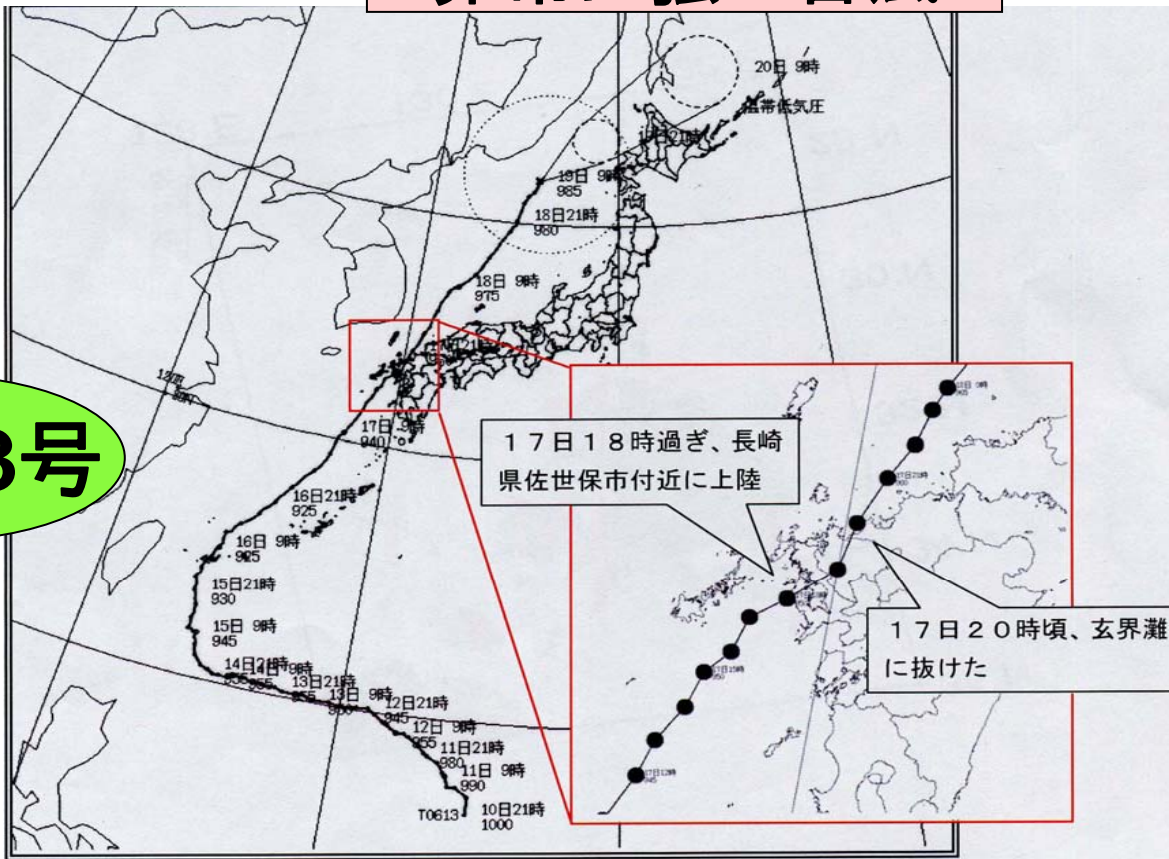 3号
20日 9時
温帯低気圧
19日 9時
985
18日21時
980
18日 9時
975
17日 9時
940
16日21時
925
16日 9時
925
15日21時
930
15日 9時
945
14日21時
14日 9時
13日21時
955
13日 9時
12日21時
945
12日 9時
955
11日21時
980
11日 9時
990
T0613
10日21時
1000
17日18時過ぎ、長崎
県佐世保市付近に上陸
17日20時頃、玄界灘
に抜けた